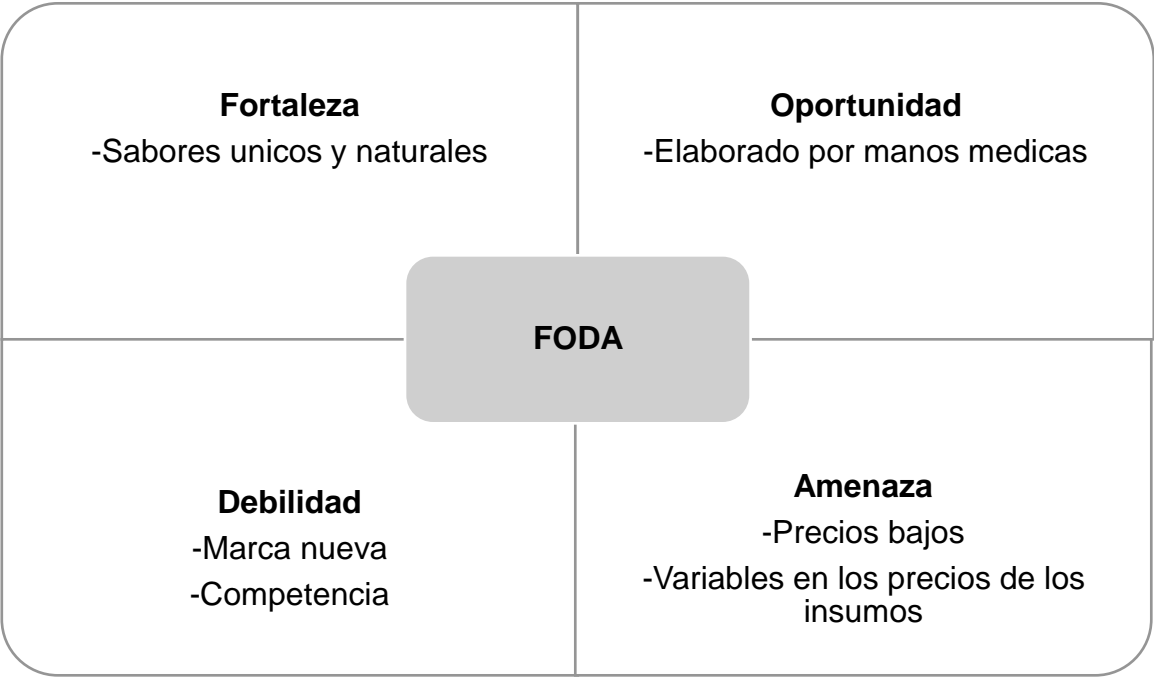 Fortaleza
-Sabores unicos y naturales
Oportunidad
-Elaborado por manos medicas
FODA
Debilidad
-Marca nueva
-Competencia
Amenaza
-Precios bajos
-Variables en los precios de los
insumos